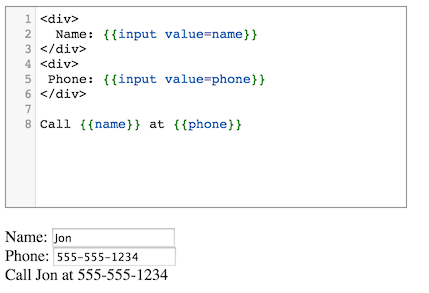 1 <div>
2   Name: {{input value=name}}
3 </div>
4 <div>
5  Phone: {{input value=phone}}
6 </div>
7
8 Call {{name}} at {{phone}}
Name: Jon
Phone: 555-555-1234
Call Jon at 555-555-1234